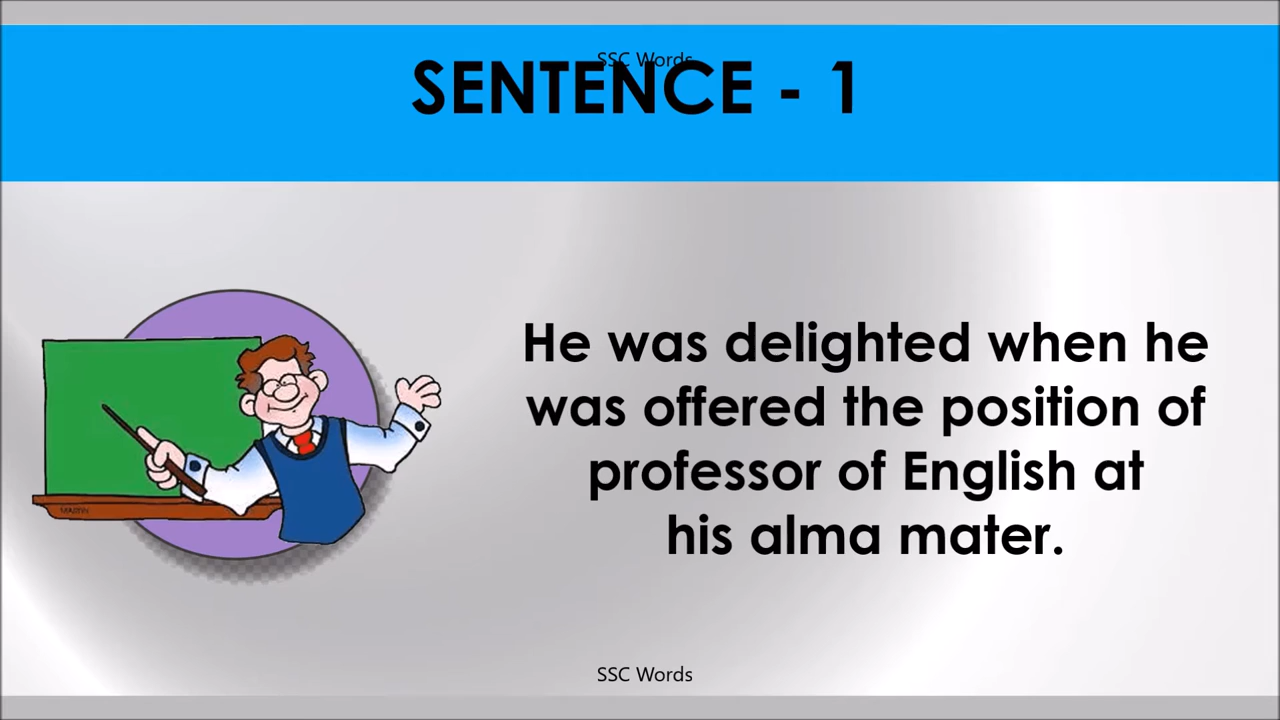 SSC Words
SENTENCE - 1
He was delighted when he
was offered the position of
professor of English at
his alma mater.
SSC Words